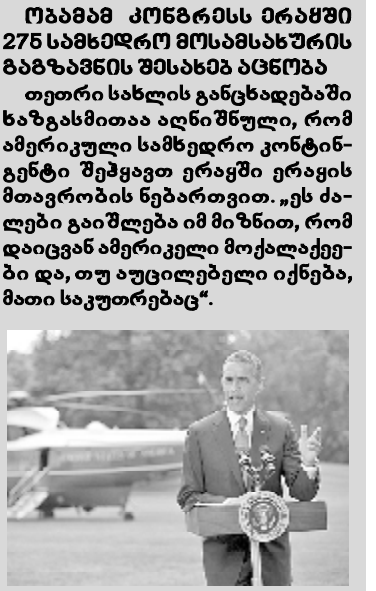 ობამამ კონგრესს ერაყში
275 სამხედრო მოსამსახურის
გაგზავნის შესახებ აცნობა
თეთრი სახლის განცხადებაში
ხაზგასმითაა აღნიშნული, რომ
ამერიკული სამხედრო კონტინ-
გენტი შეჰყავთ ერაყში ერაყის
მთავრობის ნებართვით. „ეს ძა-
ლები გაიშლება იმ მიზნით, რომ
დაიცვან ამერიკელი მოქალაქეე-
ბი და, თუ აუცილებელი იქნება,
მათი საკუთრებაც“.